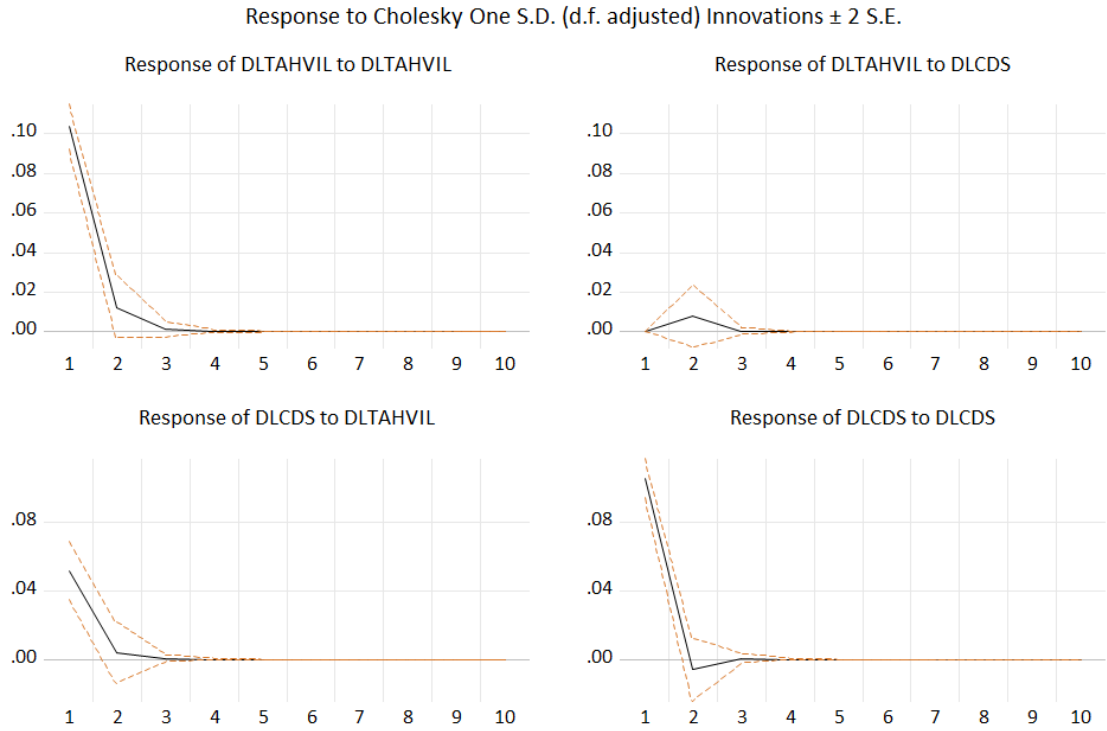 Response to Cholesky One S.D. (d.f. adjusted) Innovations ± 2 S.E.
Response of DLTAHVIL to DLTAHVIL
.10
.08
.06
.04
.02
.00
1 2 3 4 5 6 7 8 9 10
Response of DLTAHVIL to DLCDS
.10
.08
.06
.04
.02
.00
1 2 3 4 5 6 7 8 9 10
Response of DLCDS to DLTAHVIL
.08
.04
.00
1 2 3 4 5 6 7 8 9 10
Response of DLCDS to DLCDS
.08
.04
.00
1 2 3 4 5 6 7 8 9 10